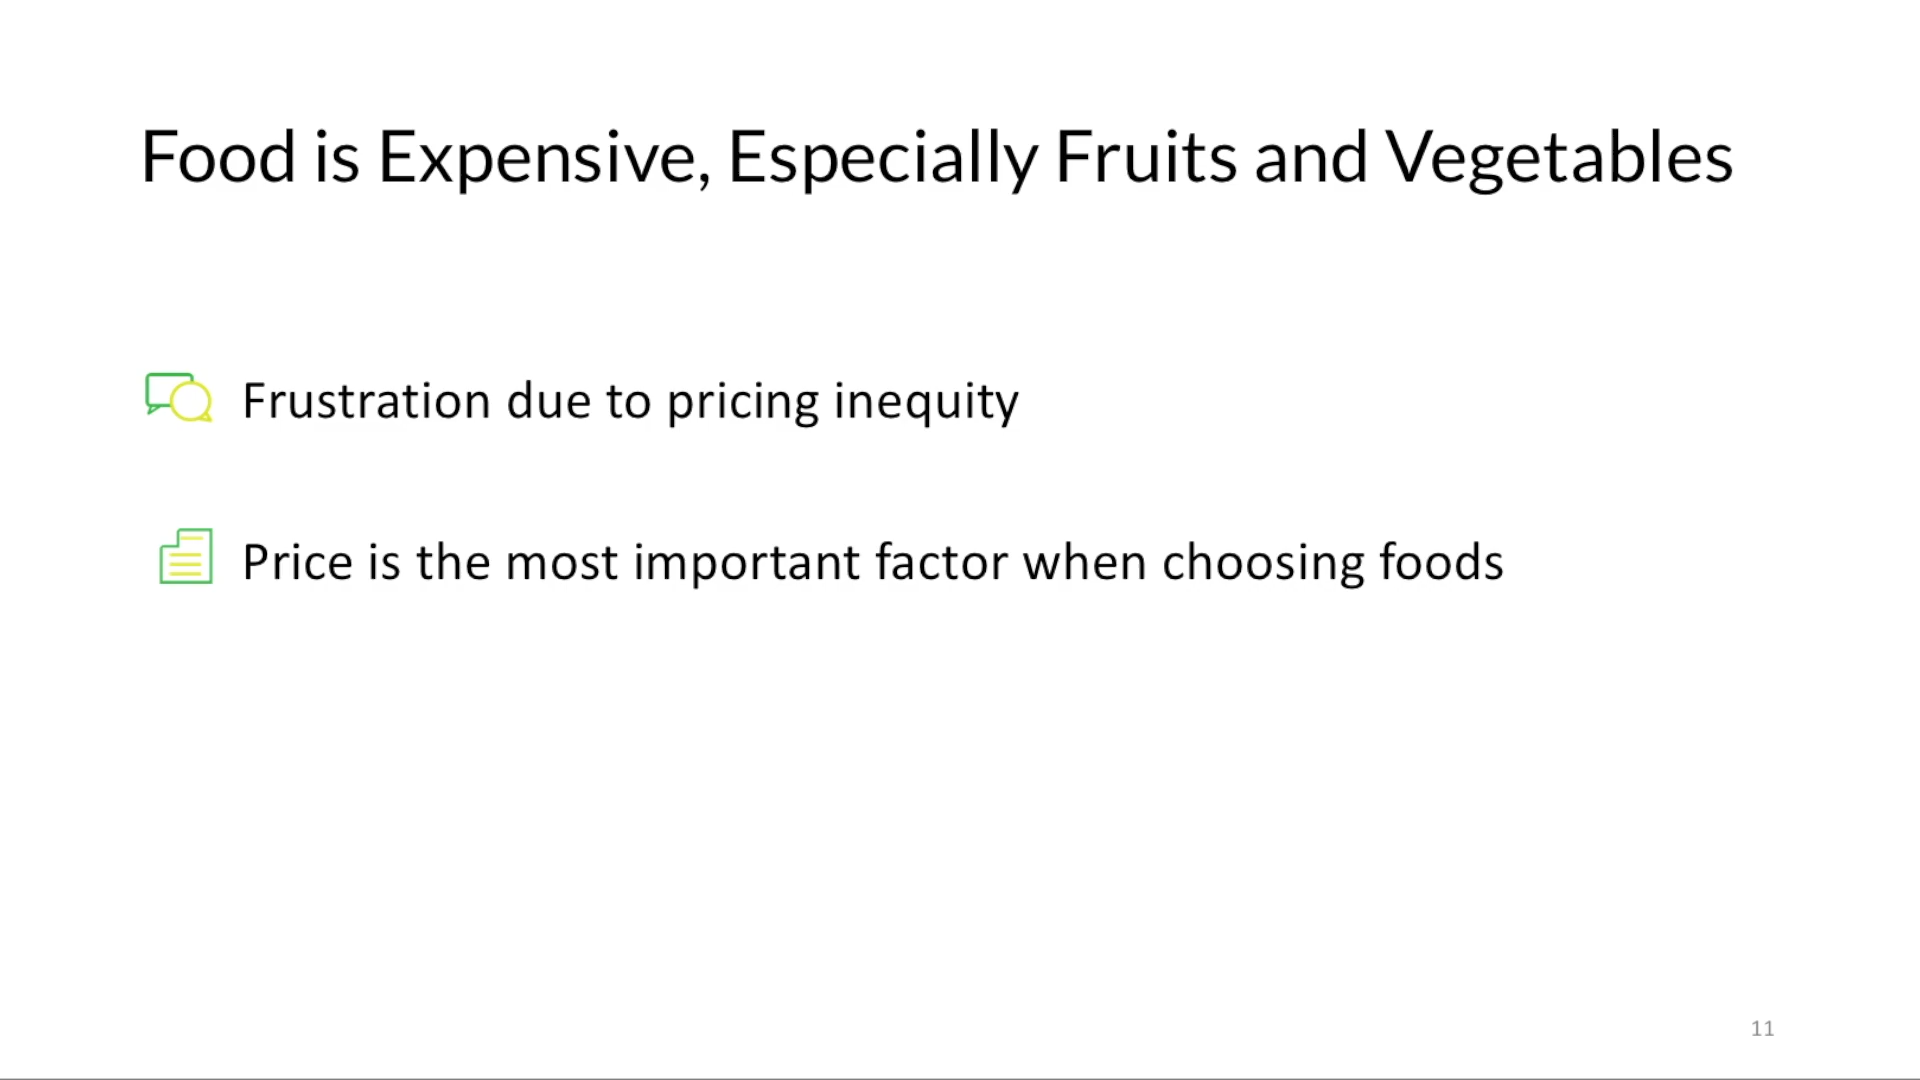 Food is Expensive, Especially Fruits and Vegetables
Frustration due to pricing inequity
Price is the most important factor when choosing foods
11